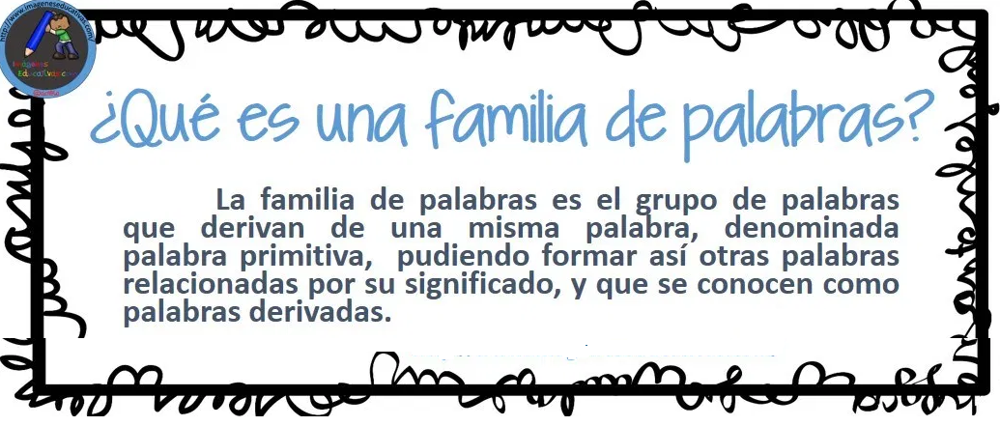 http://www.imageneseducativas.com/
Imágenes
Educativas.com
¿Qué es una familia de palabras?
La familia de palabras es el grupo de palabras
que derivan de una misma palabra, denominada
palabra primitiva, pudiendo formar así otras palabras
relacionadas por su significado, y que se conocen como
palabras derivadas.